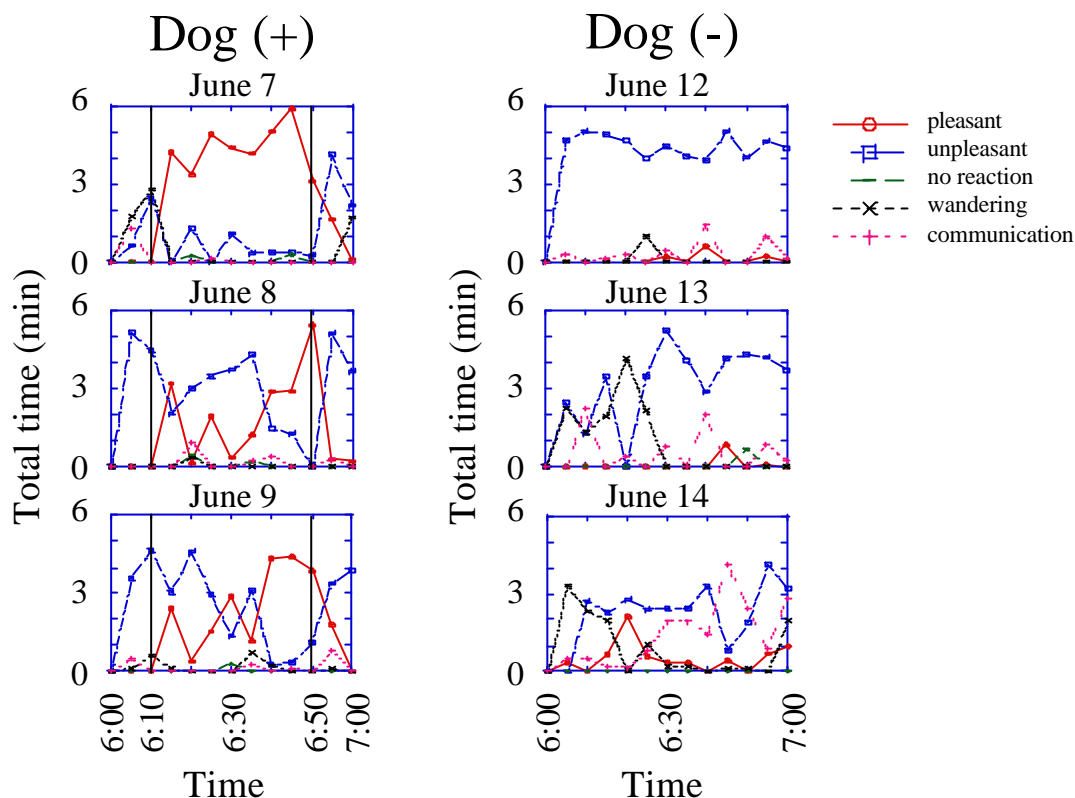 Dog (+)
Dog (-)
June 7
June 12
6
3
0
6
3
0
pleasant
unpleasant
no reaction
wandering
communication
June 8
June 13
6
3
0
6
3
0
June 9
June 14
6
3
0
6
3
0
Total time (min)
Total time (min)
6:00
6:10
6:30
6:50
7:00
6:00
6:30
7:00
Time
Time